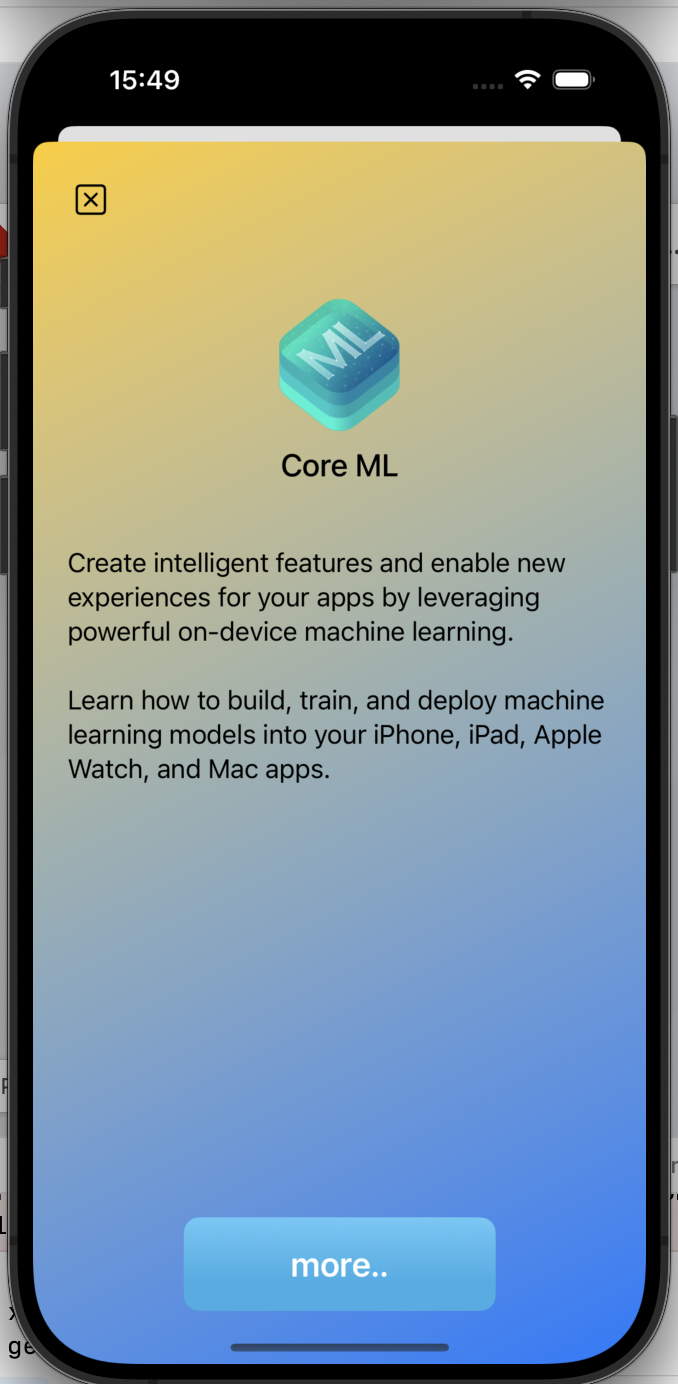 15:49
ML
Core ML
Create intelligent features and enable new
experiences for your apps by leveraging
powerful on-device machine learning.
Learn how to build, train, and deploy machine
learning models into your iPhone, iPad, Apple
Watch, and Mac apps.
more..
ge